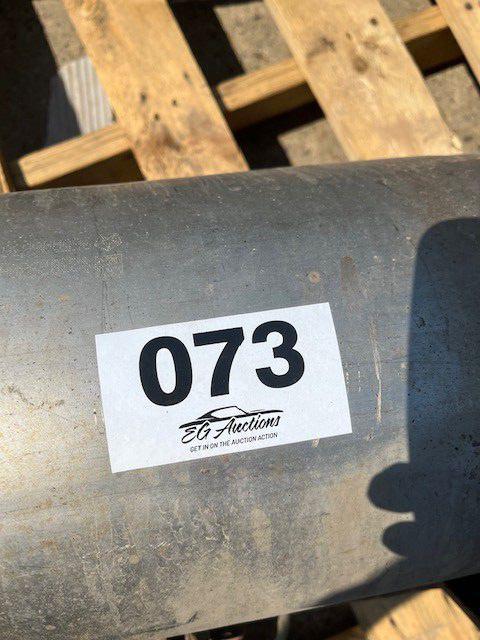 073
EG Auctions
GET IN ON THE AUCTION ACTION